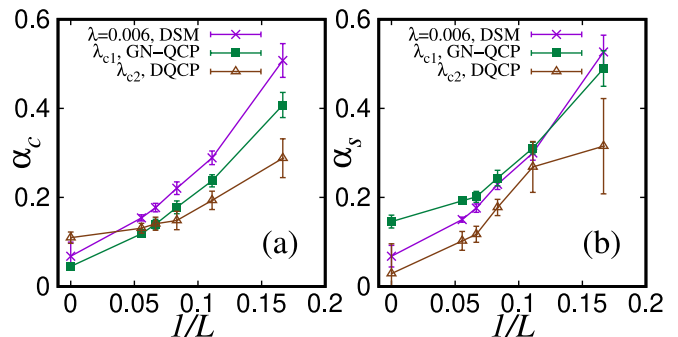 λ=0.006, DSM
λc1, GN−QCP
λc2, DQCP
αc
0.6
0.4
0.2
0
0
0.05
0.1
0.15
0.2
1/L
(a)
λ=0.006, DSM
λc1, GN−QCP
λc2, DQCP
αs
0.6
0.4
0.2
0
0
0.05
0.1
0.15
0.2
1/L
(b)